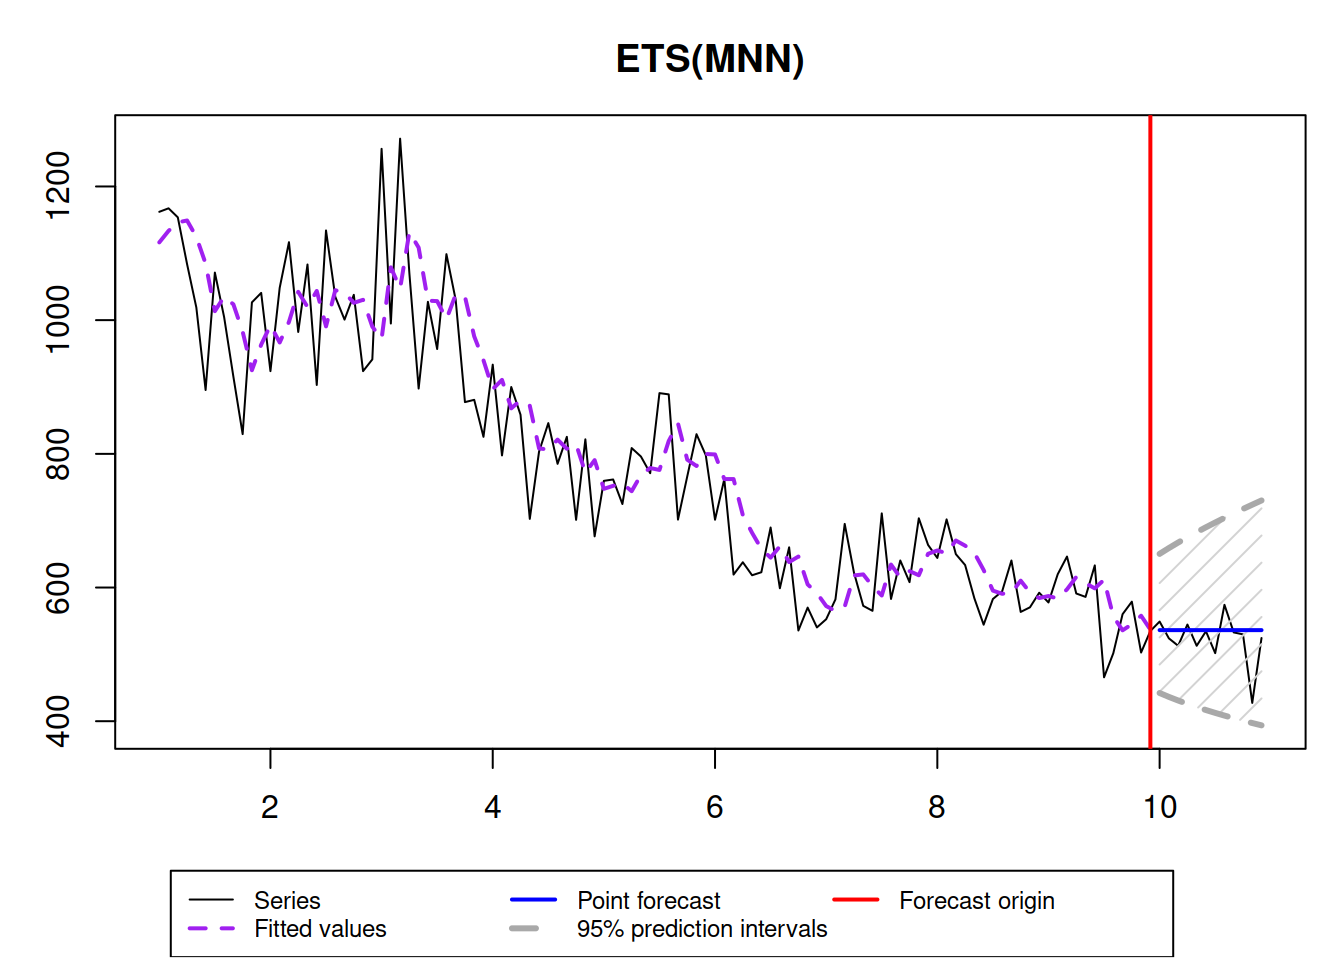 ETS(MNN)
1200
1000
800
600
400
2 4 6 8 10
Series Point forecast Forecast origin
Fitted values 95% prediction intervals